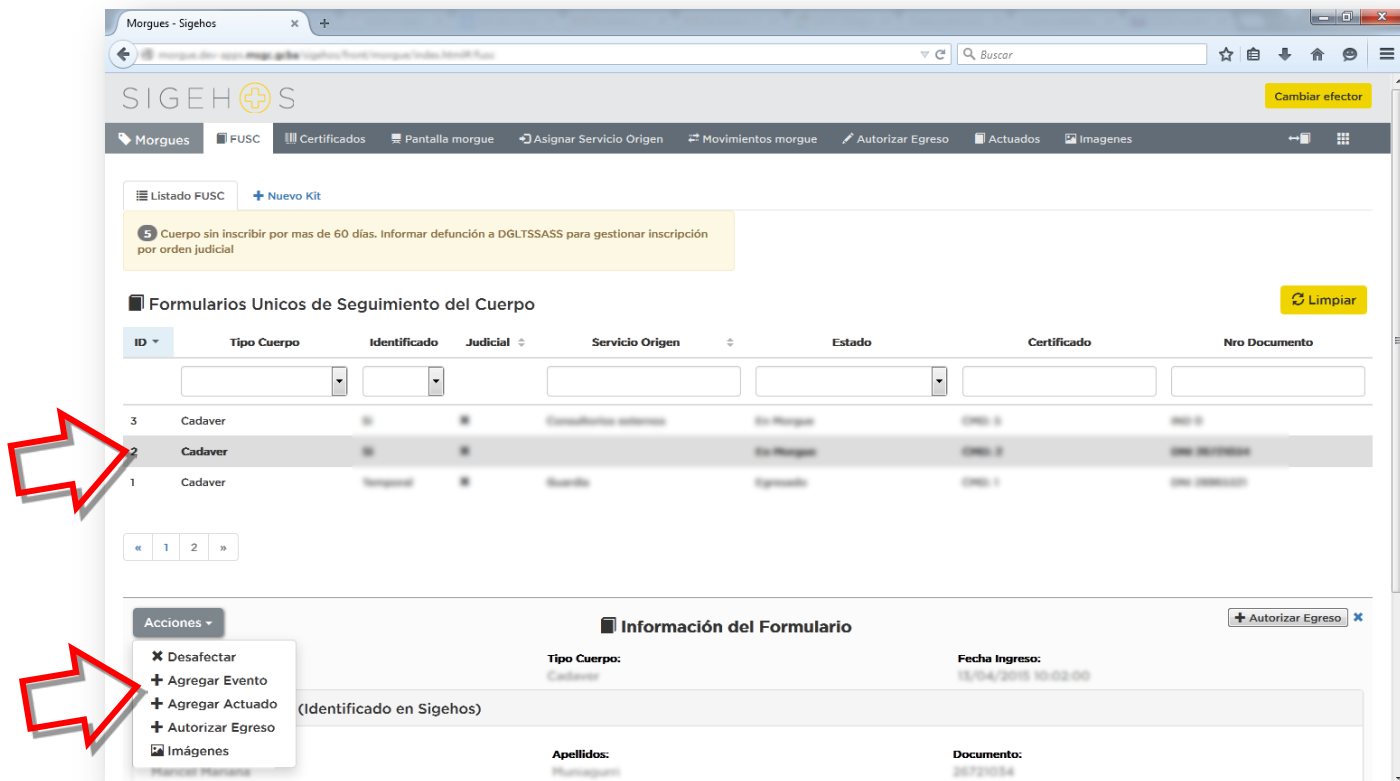 Morgues - Sigehos
Buscar
SIGEHOS
Cambiar efector
Morgues FUSC Certificados Pantalla morgue Asignar Servicio Origen Movimientos morgue Autorizar Egreso Actuados Imagenes
Listado FUSC + Nuevo Kit
5 Cuerpo sin inscribir por mas de 60 días. Informar defunción a DGLTSSASS para gestionar inscripción
por orden judicial
Formularios Unicos de Seguimiento del Cuerpo
Limpiar
ID Tipo Cuerpo Identificado Judicial Servicio Origen Estado Certificado Nro Documento
3 Cadaver
2 Cadaver
1 Cadaver
« 1 2 »
Acciones
Información del Formulario
+ Autorizar Egreso
Desafectar
+ Agregar Evento
+ Agregar Actuado
+ Autorizar Egreso
Imágenes
Tipo Cuerpo: Fecha Ingreso:
(Identificado en Sigehos)
Apellidos: Documento: